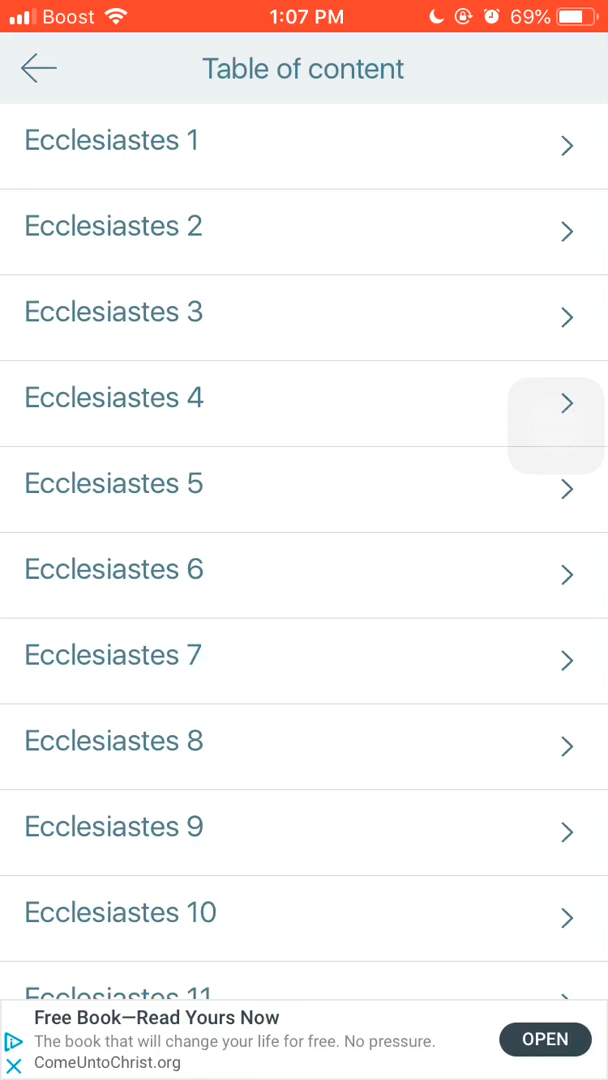 Boost 1:07 PM 69%
Table of content
Ecclesiastes 1
Ecclesiastes 2
Ecclesiastes 3
Ecclesiastes 4
Ecclesiastes 5
Ecclesiastes 6
Ecclesiastes 7
Ecclesiastes 8
Ecclesiastes 9
Ecclesiastes 10
Ecclesiastes 11
Free Book—Read Yours Now
The book that will change your life for free. No pressure.
ComeUntoChrist.org
OPEN